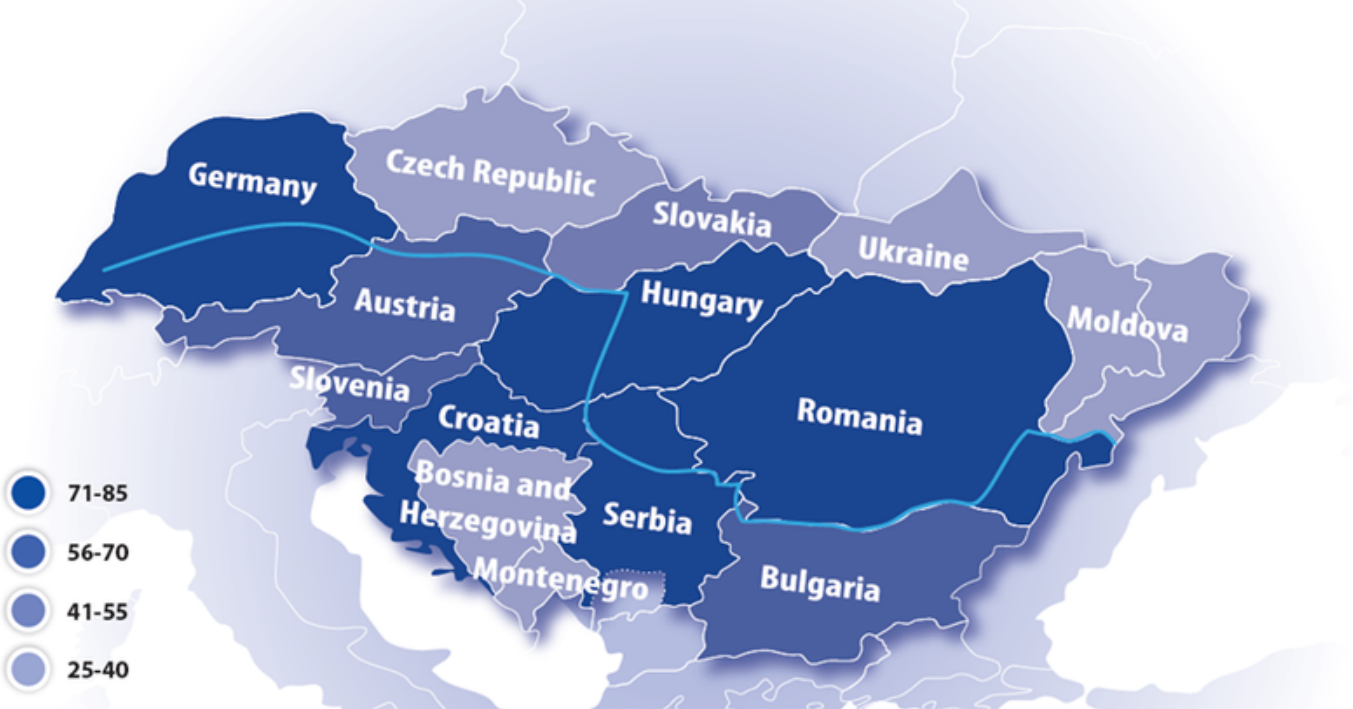 Germany
Czech Republic
Slovakia
Ukraine
Austria
Hungary
Moldova
Slovenia
Croatia
Romania
Bosnia and
Herzegovina
Serbia
Montenegro
Bulgaria
71-85
56-70
41-55
25-40